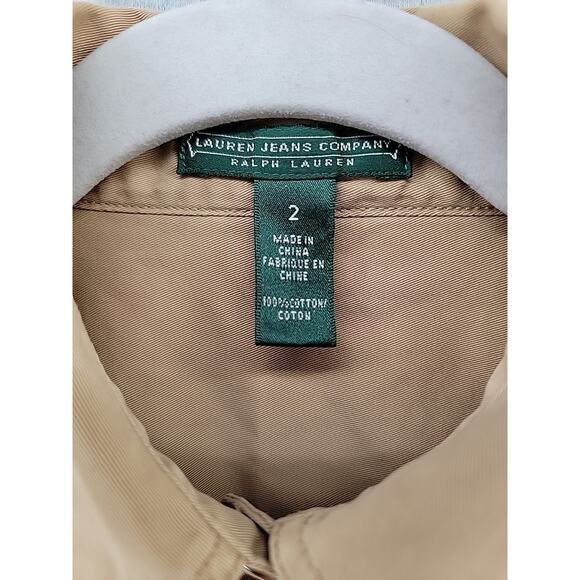 LAUREN JEANS COMPANY
RALPH LAUREN
2
MADE IN
CHINA
FABRIQUE EN
CHINE
100% COTTON/
COTON